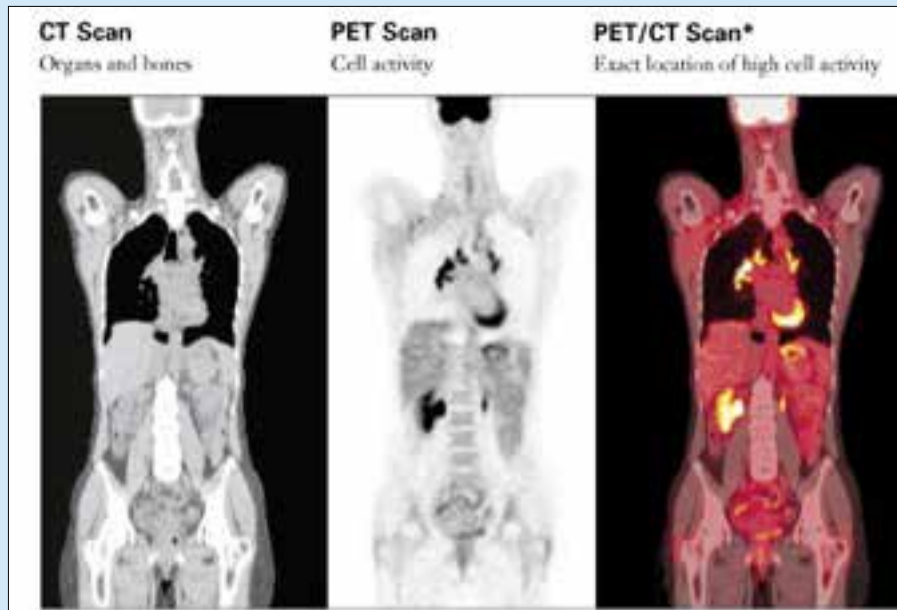 CT Scan
Organs and bones
PET Scan
Cell activity
PET/CT Scan*
Exact location of high cell activity